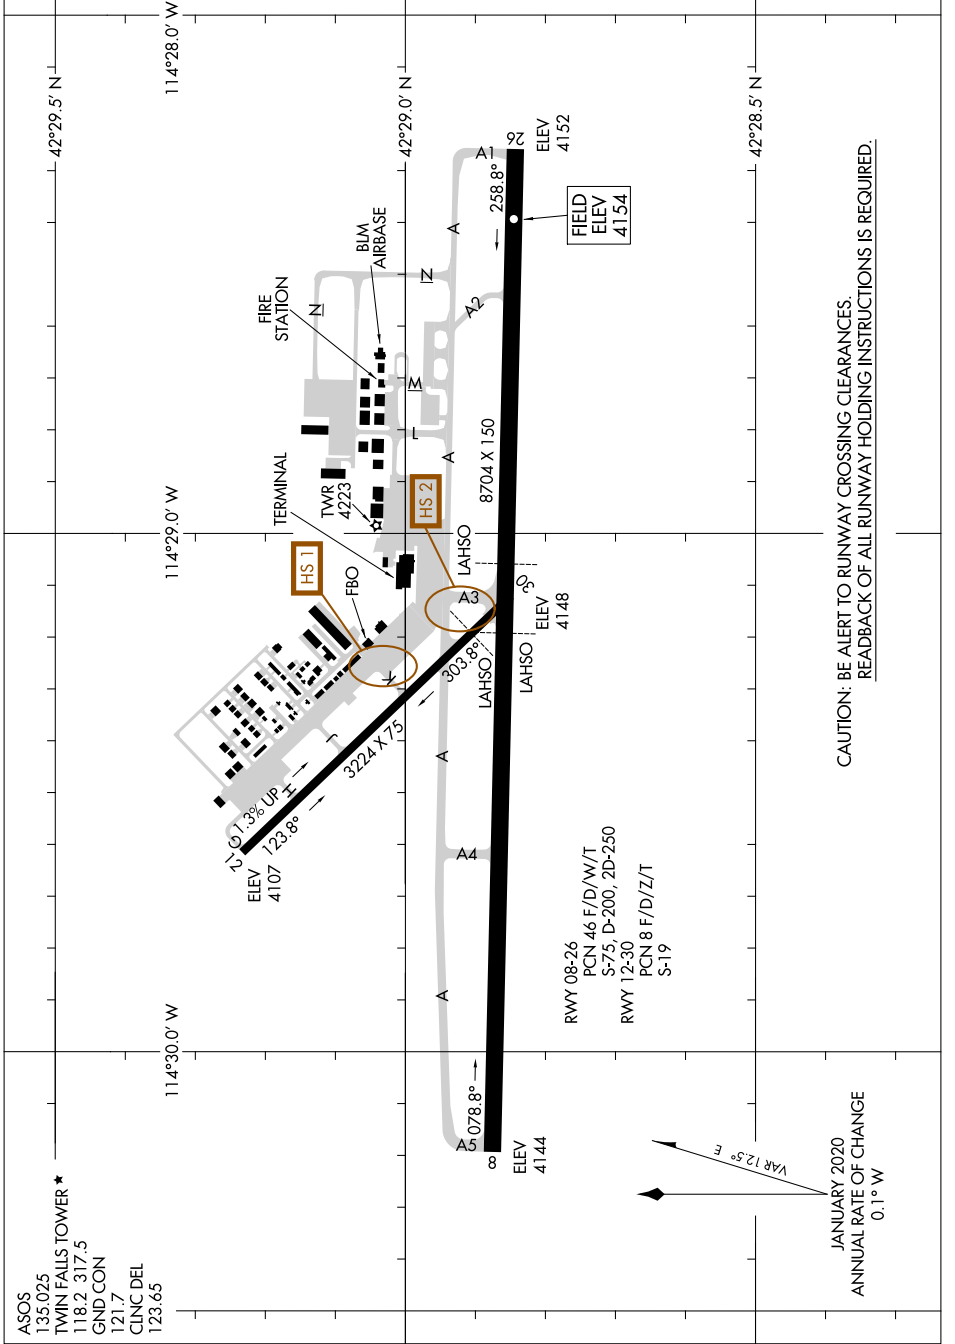 ASOS
135.025
TWIN FALLS TOWER ★
118.2 317.5
GND CON
121.7
CLNC DEL
123.65
114°30.0' W
114°29.0' W
114°28.0' W
42°29.5' N
42°29.0' N
42°28.5' N
12
G
1.3% UP
123.8°
H
J
K
ELEV
4107
3224 X 75
303.8°
HS 1
FBO
TERMINAL
TWR
4223
HS 2
FIRE
STATION
BLM
AIRBASE
N
N
M
L
A
A
A
A
A1
A2
A3
A4
A5
LAHSO
LAHSO
LAHSO
30
ELEV
4148
8
078.8°
ELEV
4144
8704 X 150
258.8°
26
ELEV
4152
FIELD
ELEV
4154
RWY 08-26
PCN 46 F/D/W/T
S-75, D-200, 2D-250
RWY 12-30
PCN 8 F/D/Z/T
S-19
VAR 12.5° E
JANUARY 2020
ANNUAL RATE OF CHANGE
0.1° W
CAUTION: BE ALERT TO RUNWAY CROSSING CLEARANCES.
READBACK OF ALL RUNWAY HOLDING INSTRUCTIONS IS REQUIRED.